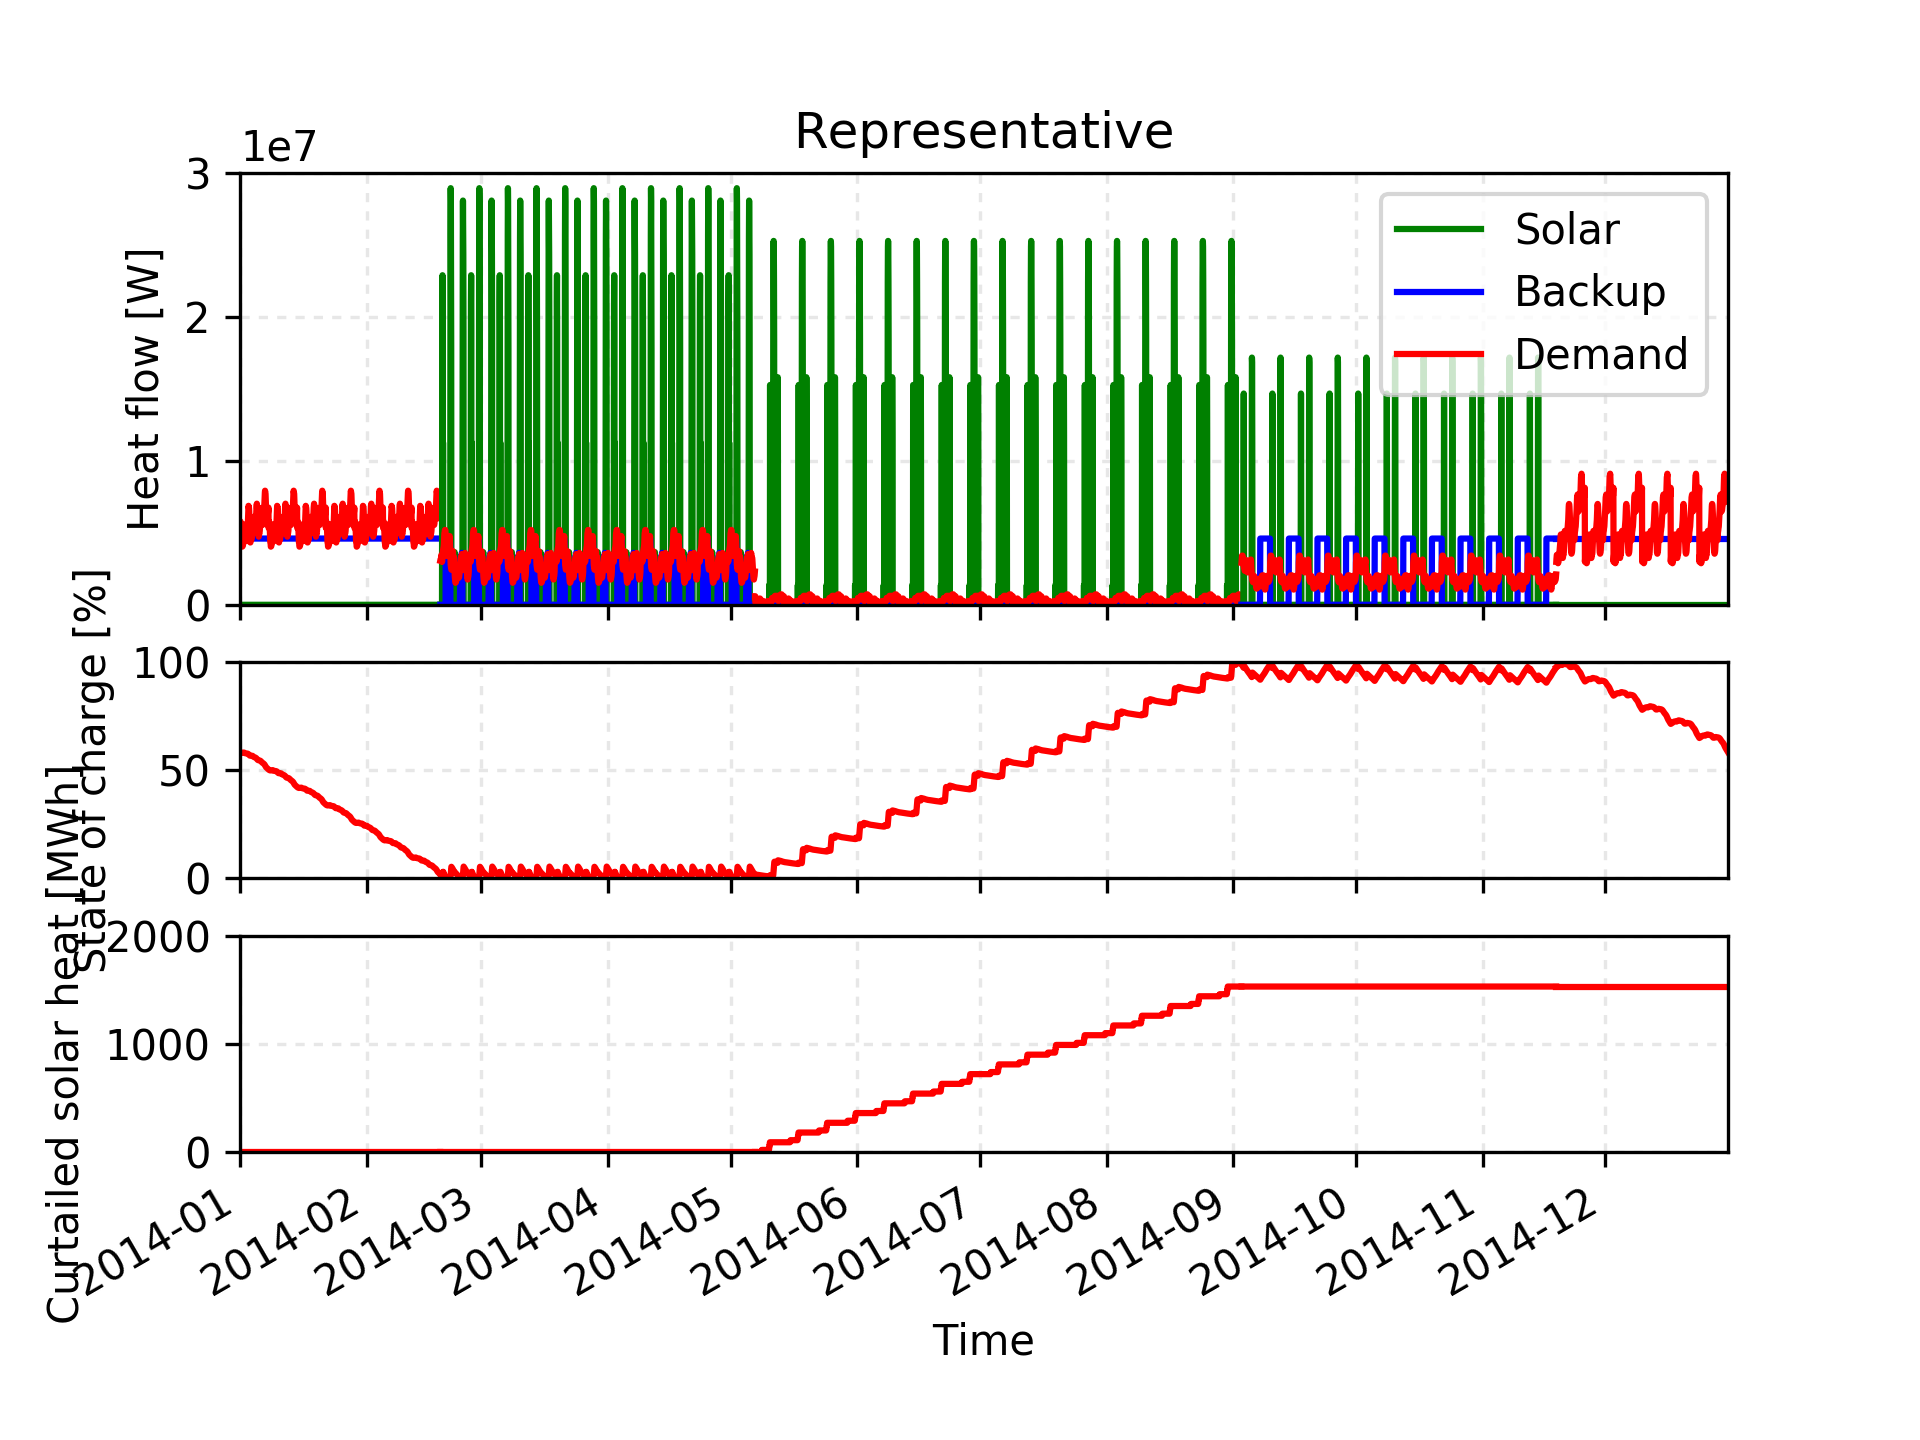 Representative
1e7
Heat flow [W]
3
2
1
0
Solar
Backup
Demand
State of charge [%]
100
50
0
Curtailed solar heat [MWh]
2000
1000
0
2014-01
2014-02
2014-03
2014-04
2014-05
2014-06
2014-07
2014-08
2014-09
2014-10
2014-11
2014-12
Time